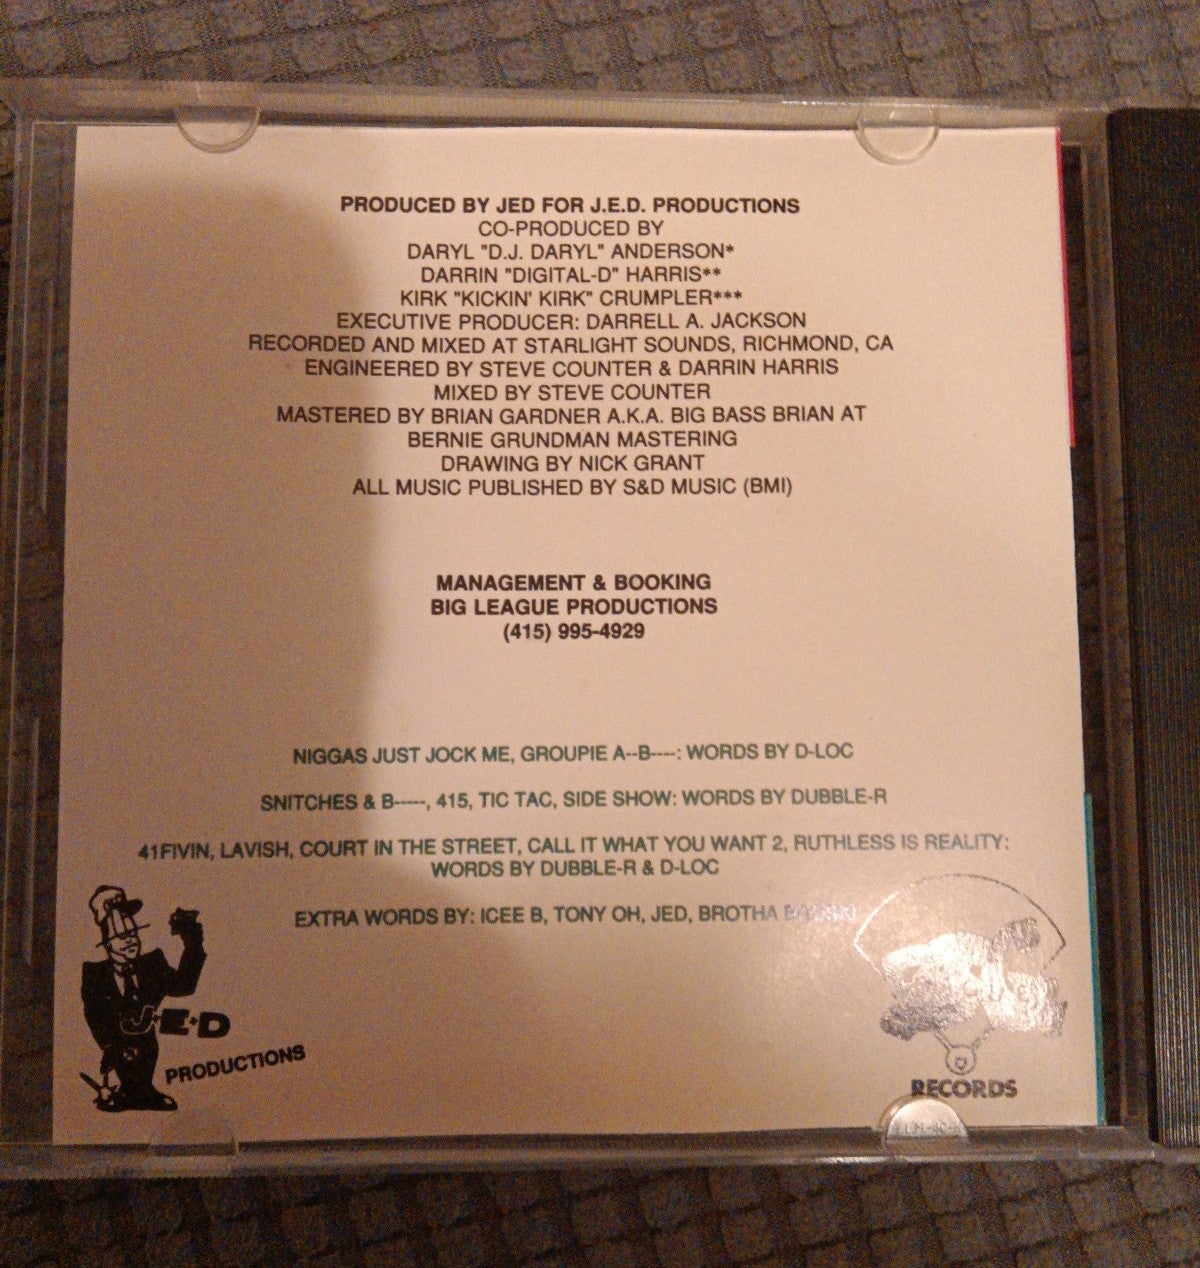 PRODUCED BY JED FOR J.E.D. PRODUCTIONS
CO-PRODUCED BY
DARYL "D.J. DARYL" ANDERSON*
DARRIN "DIGITAL-D" HARRIS**
KIRK "KICKIN' KIRK" CRUMPLER***
EXECUTIVE PRODUCER: DARRELL A. JACKSON
RECORDED AND MIXED AT STARLIGHT SOUNDS, RICHMOND, CA
ENGINEERED BY STEVE COUNTER & DARRIN HARRIS
MIXED BY STEVE COUNTER
MASTERED BY BRIAN GARDNER A.K.A. BIG BASS BRIAN AT
BERNIE GRUNDMAN MASTERING
DRAWING BY NICK GRANT
ALL MUSIC PUBLISHED BY S&D MUSIC (BMI)
MANAGEMENT & BOOKING
BIG LEAGUE PRODUCTIONS
(415) 995-4929
NIGGAS JUST JOCK ME, GROUPIE A--B----: WORDS BY D-LOC
SNITCHES & B-----, 415, TIC TAC, SIDE SHOW: WORDS BY DUBBLE-R
41FIVIN, LAVISH, COURT IN THE STREET, CALL IT WHAT YOU WANT 2, RUTHLESS IS REALITY:
WORDS BY DUBBLE-R & D-LOC
EXTRA WORDS BY: ICEE B, TONY OH, JED, BROTHA
J•E•D
PRODUCTIONS
RECORDS